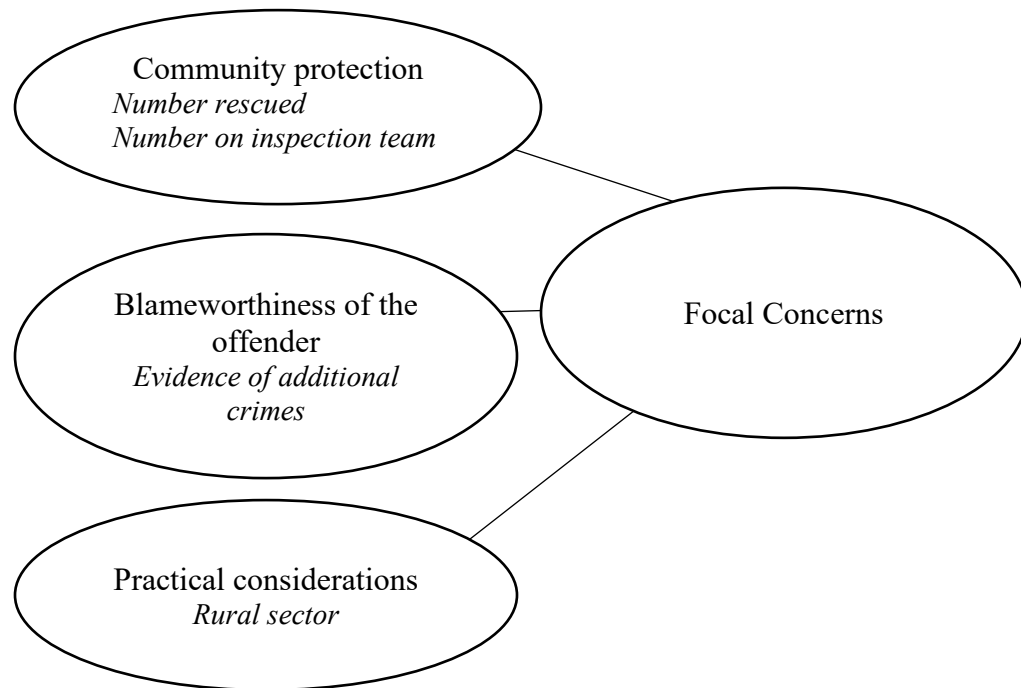 Community protection
Number rescued
Number on inspection team
Blameworthiness of the
offender
Evidence of additional
crimes
Focal Concerns
Practical considerations
Rural sector